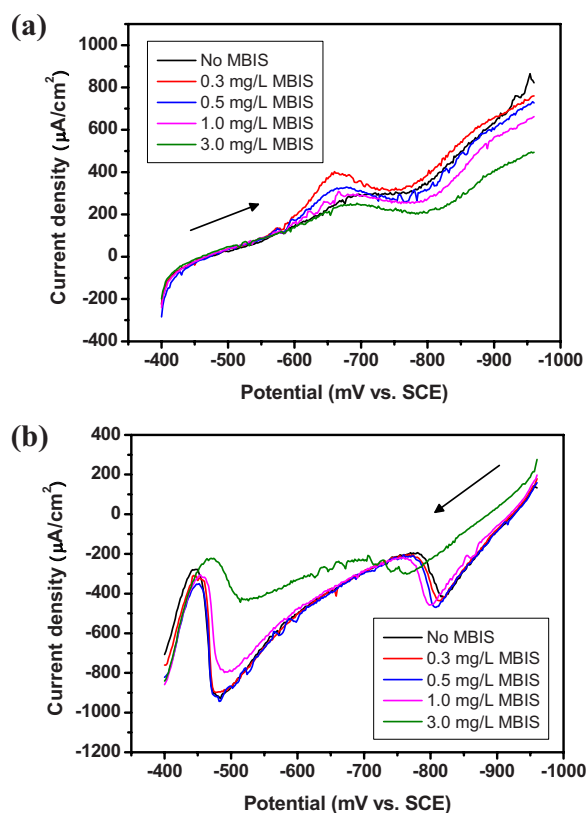 (a)
1000
800
600
400
200
0
-200
-400
Current density (μA/cm²)
No MBIS
0.3 mg/L MBIS
0.5 mg/L MBIS
1.0 mg/L MBIS
3.0 mg/L MBIS
-400 -500 -600 -700 -800 -900 -1000
Potential (mV vs. SCE)
(b)
400
200
0
-200
-400
-600
-800
-1000
-1200
Current density (μA/cm²)
No MBIS
0.3 mg/L MBIS
0.5 mg/L MBIS
1.0 mg/L MBIS
3.0 mg/L MBIS
-400 -500 -600 -700 -800 -900 -1000
Potential (mV vs. SCE)